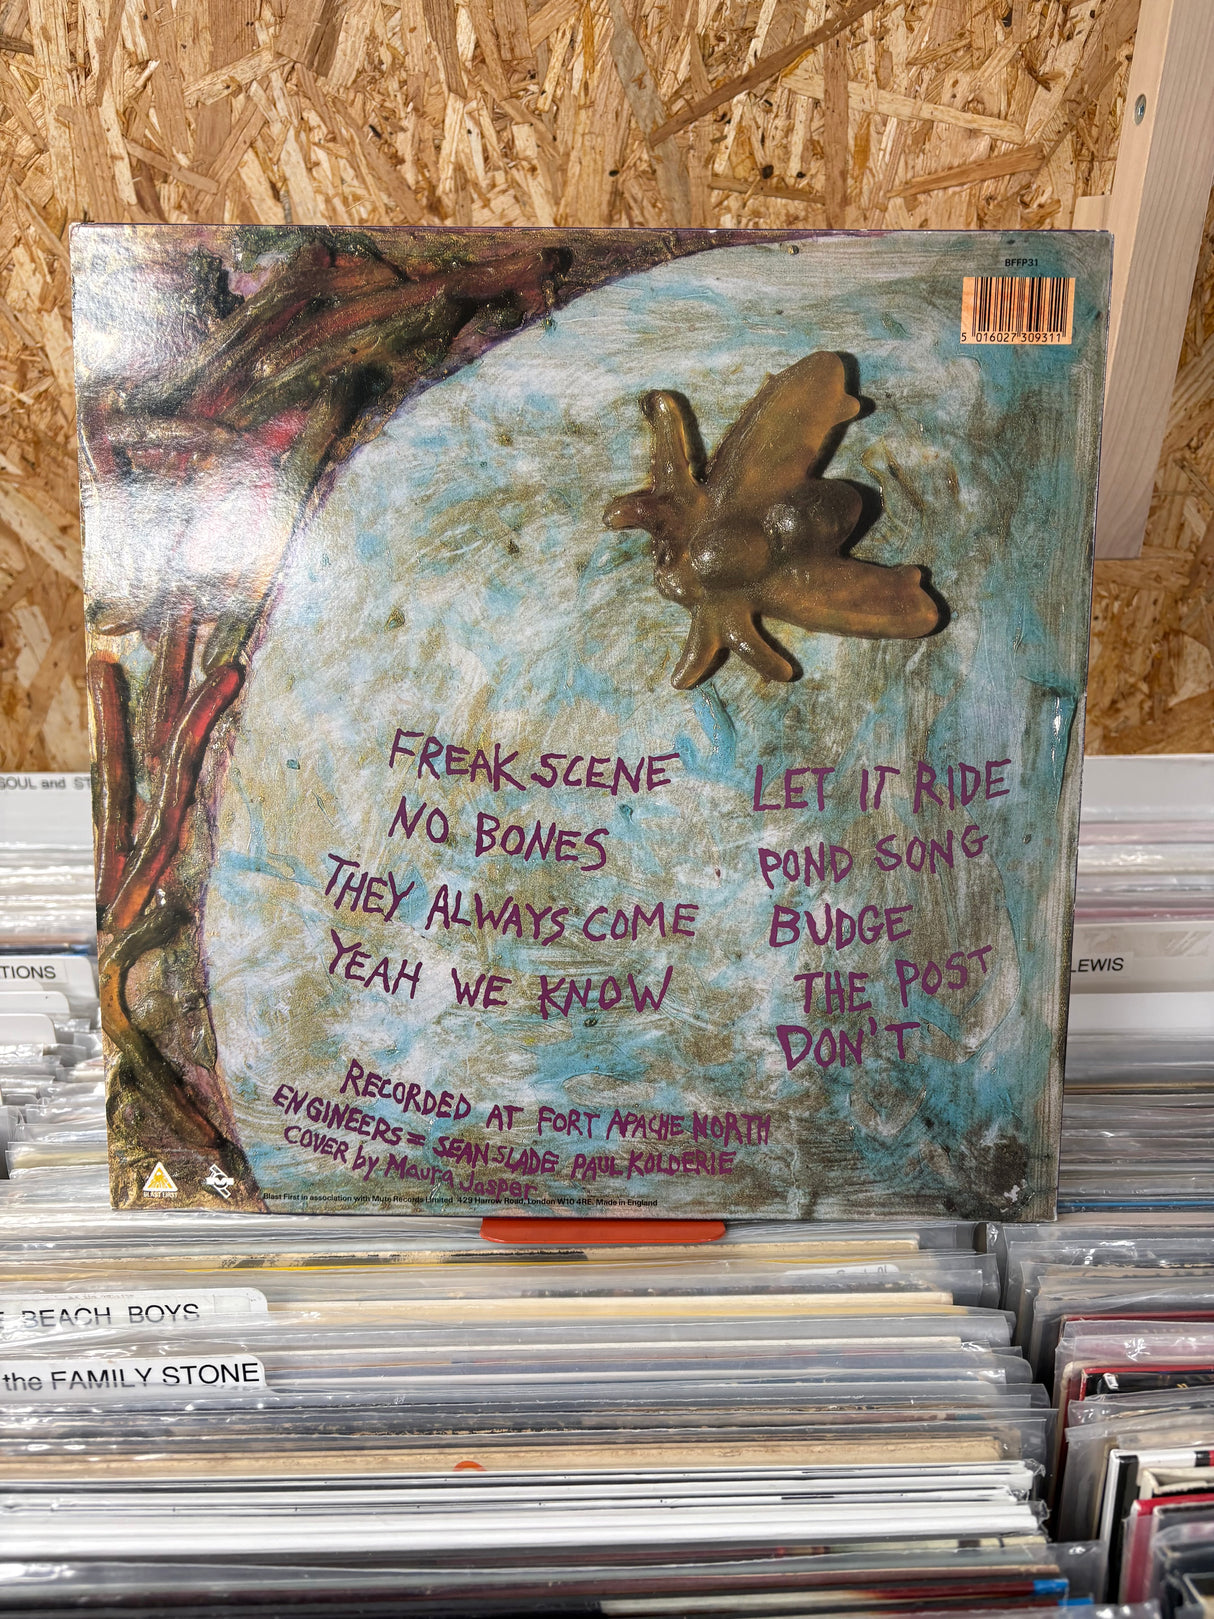 BFFP31
5 016027 309311
FREAK SCENE
NO BONES
THEY ALWAYS COME
YEAH WE KNOW
LET IT RIDE
POND SONG
BUDGE
THE POST
DON'T
RECORDED AT FORT APACHE NORTH
ENGINEERS= SEAN SLADE PAUL KOLDERIE
COVER by Maura Jasper
BLAST FIRST
Blast First in association with Mute Records Limited 429 Harrow Road, London W10 4RE. Made in England
SOUL and ST
TIONS
LEWIS
E BEACH BOYS
the FAMILY STONE